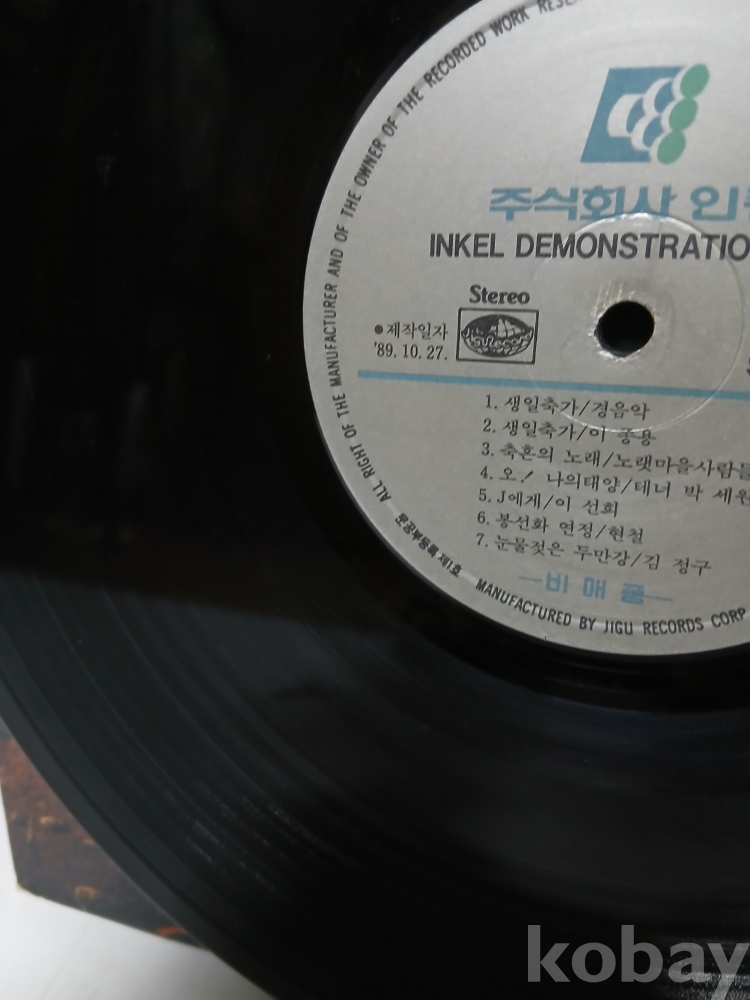 ALL RIGHT OF THE MANUFACTURER AND OF THE OWNER OF THE RECORDED WORK
주식회사
INKEL
Stereo
●제작일자
'89. 10. 27.
1. 생일축가/경음악
2. 생일축가/이 종용
3. 축혼의 노래/노랫마을사람들
4. 오! 나의태양/테너 박 세원
5. J에게/이 선희
6. 봉선화 연정/현철
7. 눈물젖은 두만강/김 정구
—비 매 품—
MANUFACTURED BY JIGU RECORDS CORP
kobay